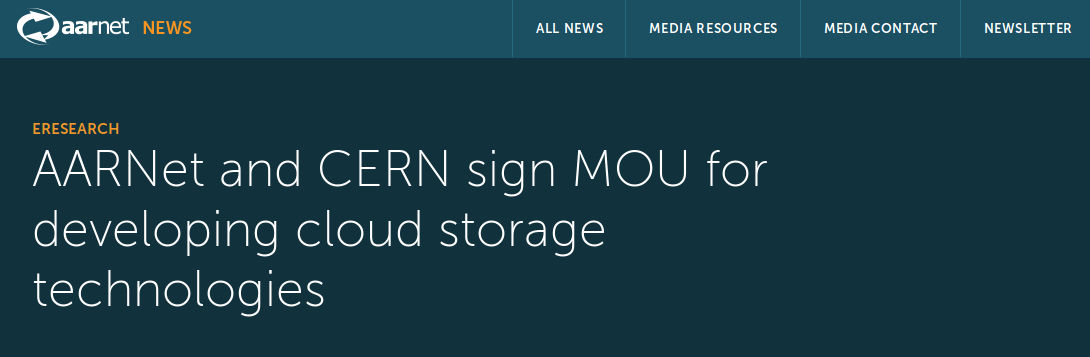 aarnet NEWS ALL NEWS MEDIA RESOURCES MEDIA CONTACT NEWSLETTER
ERESEARCH
AARNet and CERN sign MOU for
developing cloud storage
technologies